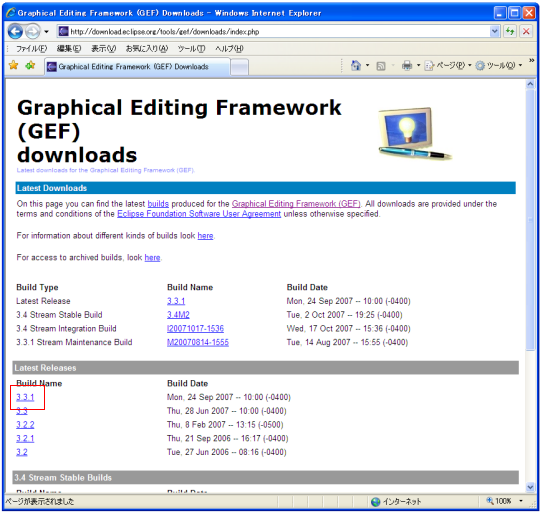 Graphical Editing Framework (GEF) Downloads - Windows Internet Explorer
http://download.eclipse.org/tools/gef/downloads/index.php
ファイル(F) 編集(E) 表示(V) お気に入り(A) ツール(T) ヘルプ(H)
Graphical Editing Framework (GEF) Downloads
ページ(P) ツール(O)
Graphical Editing Framework
(GEF)
downloads
Latest downloads for the Graphical Editing Framework (GEF).
Latest Downloads
On this page you can find the latest builds produced for the Graphical Editing Framework (GEF). All downloads are provided under the
terms and conditions of the Eclipse Foundation Software User Agreement unless otherwise specified.
For information about different kinds of builds look here.
For access to archived builds, look here.
Build Type Build Name Build Date
Latest Release 3.3.1 Mon, 24 Sep 2007 -- 10:00 (-0400)
3.4 Stream Stable Build 3.4M2 Tue, 2 Oct 2007 -- 19:25 (-0400)
3.4 Stream Integration Build I20071017-1536 Wed, 17 Oct 2007 -- 15:36 (-0400)
3.3.1 Stream Maintenance Build M20070814-1555 Tue, 14 Aug 2007 -- 15:55 (-0400)
Latest Releases
Build Name Build Date
3.3.1 Mon, 24 Sep 2007 -- 10:00 (-0400)
3.3 Thu, 28 Jun 2007 -- 10:00 (-0400)
3.2.2 Thu, 8 Feb 2007 -- 13:15 (-0500)
3.2.1 Thu, 21 Sep 2006 -- 16:17 (-0400)
3.2 Tue, 27 Jun 2006 -- 08:16 (-0400)
3.4 Stream Stable Builds
Build Name Build Date
ページが表示されました インターネット 100%